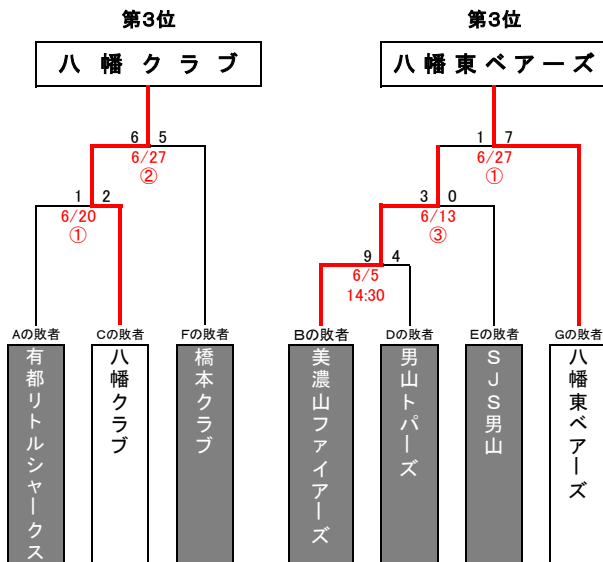 第3位
八幡クラブ
6 5
6/27
②
1 2
6/20
①
Aの敗者
Cの敗者
Fの敗者
有都リトルシャークス
八幡クラブ
橋本クラブ
第3位
八幡東ベアーズ
1 7
6/27
①
3 0
6/13
③
9 4
6/5
14:30
Bの敗者
Dの敗者
Eの敗者
Gの敗者
美濃山ファイアーズ
男山トパーズ
SJS男山
八幡東ベアーズ